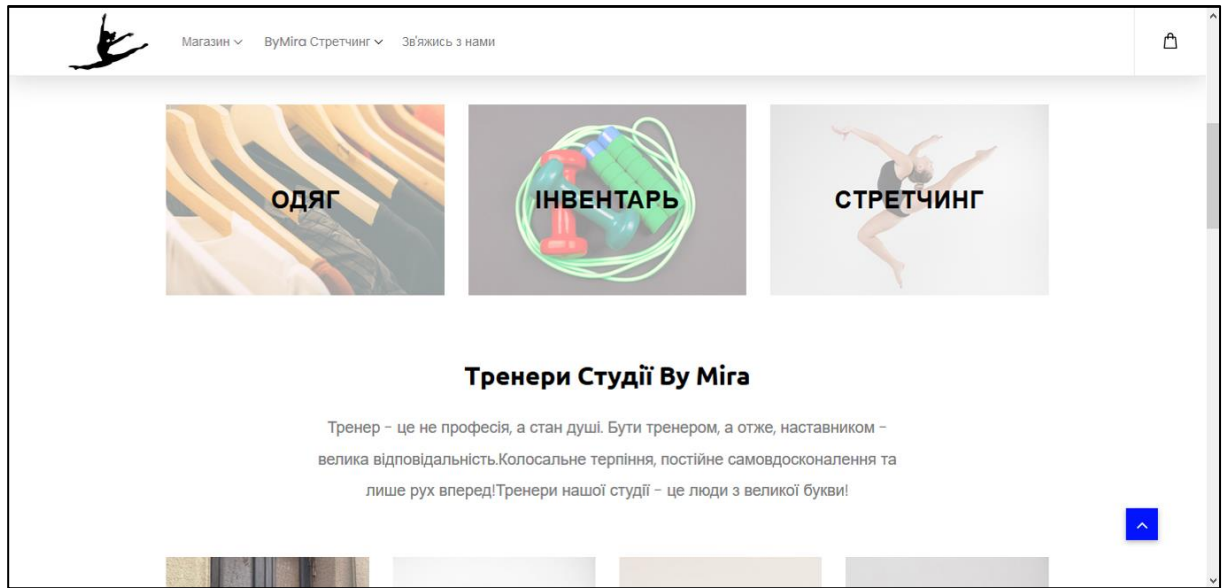 Магазин ByMira Стретчинг Зв'яжись з нами
ОДЯГ ІНВЕНТАРЬ СТРЕТЧИНГ
Тренери Студії By Mira
Тренер - це не професія, а стан душі. Бути тренером, а отже, наставником -
велика відповідальність.Колосальне терпіння, постійне самовдосконалення та
лише рух вперед!Тренери нашої студії - це люди з великої букви!